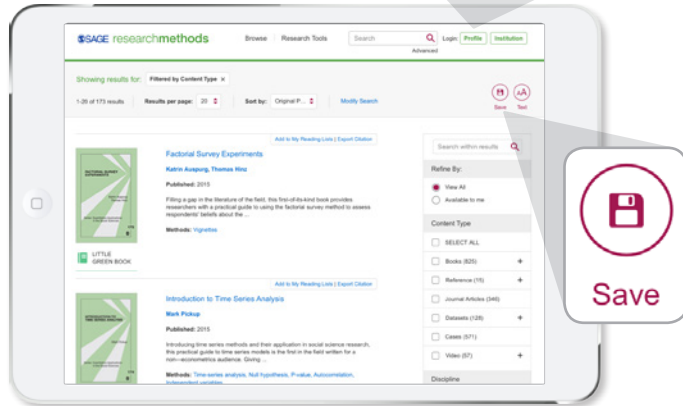 SAGE researchmethods
Browse
Research Tools
Search
Login:
Profile
Institution
Advanced
Showing results for:
Filtered by Content Type ×
1-20 of 173 results
Results per page: 20
Sort by: Original P...
Modify Search
Save
Text
Add to My Reading Lists | Export Citation
FACTORIAL SURVEY
EXPERIMENTS
Factorial Survey Experiments
Katrin Auspurg, Thomas Hinz
Published: 2015
Filling a gap in the literature of the field, this first-of-its-kind book provides
researchers with a practical guide to using the factorial survey method to assess
respondents' beliefs about the ...
Methods: Vignettes
LITTLE
GREEN BOOK
Add to My Reading Lists | Export Citation
INTRODUCTION TO
TIME SERIES ANALYSIS
Introduction to Time Series Analysis
Mark Pickup
Published: 2015
Introducing time series methods and their application in social science research,
this practical guide to time series models is the first in the field written for a
non—econometrics audience. Giving ...
Methods: Time-series analysis, Null hypothesis, P-value, Autocorrelation,
Independent variables
Search within results
Refine By:
View All
Available to me
Content Type
SELECT ALL
Books (825) +
Reference (15) +
Journal Articles (346)
Datasets (128) +
Cases (571)
Video (57) +
Discipline
Save